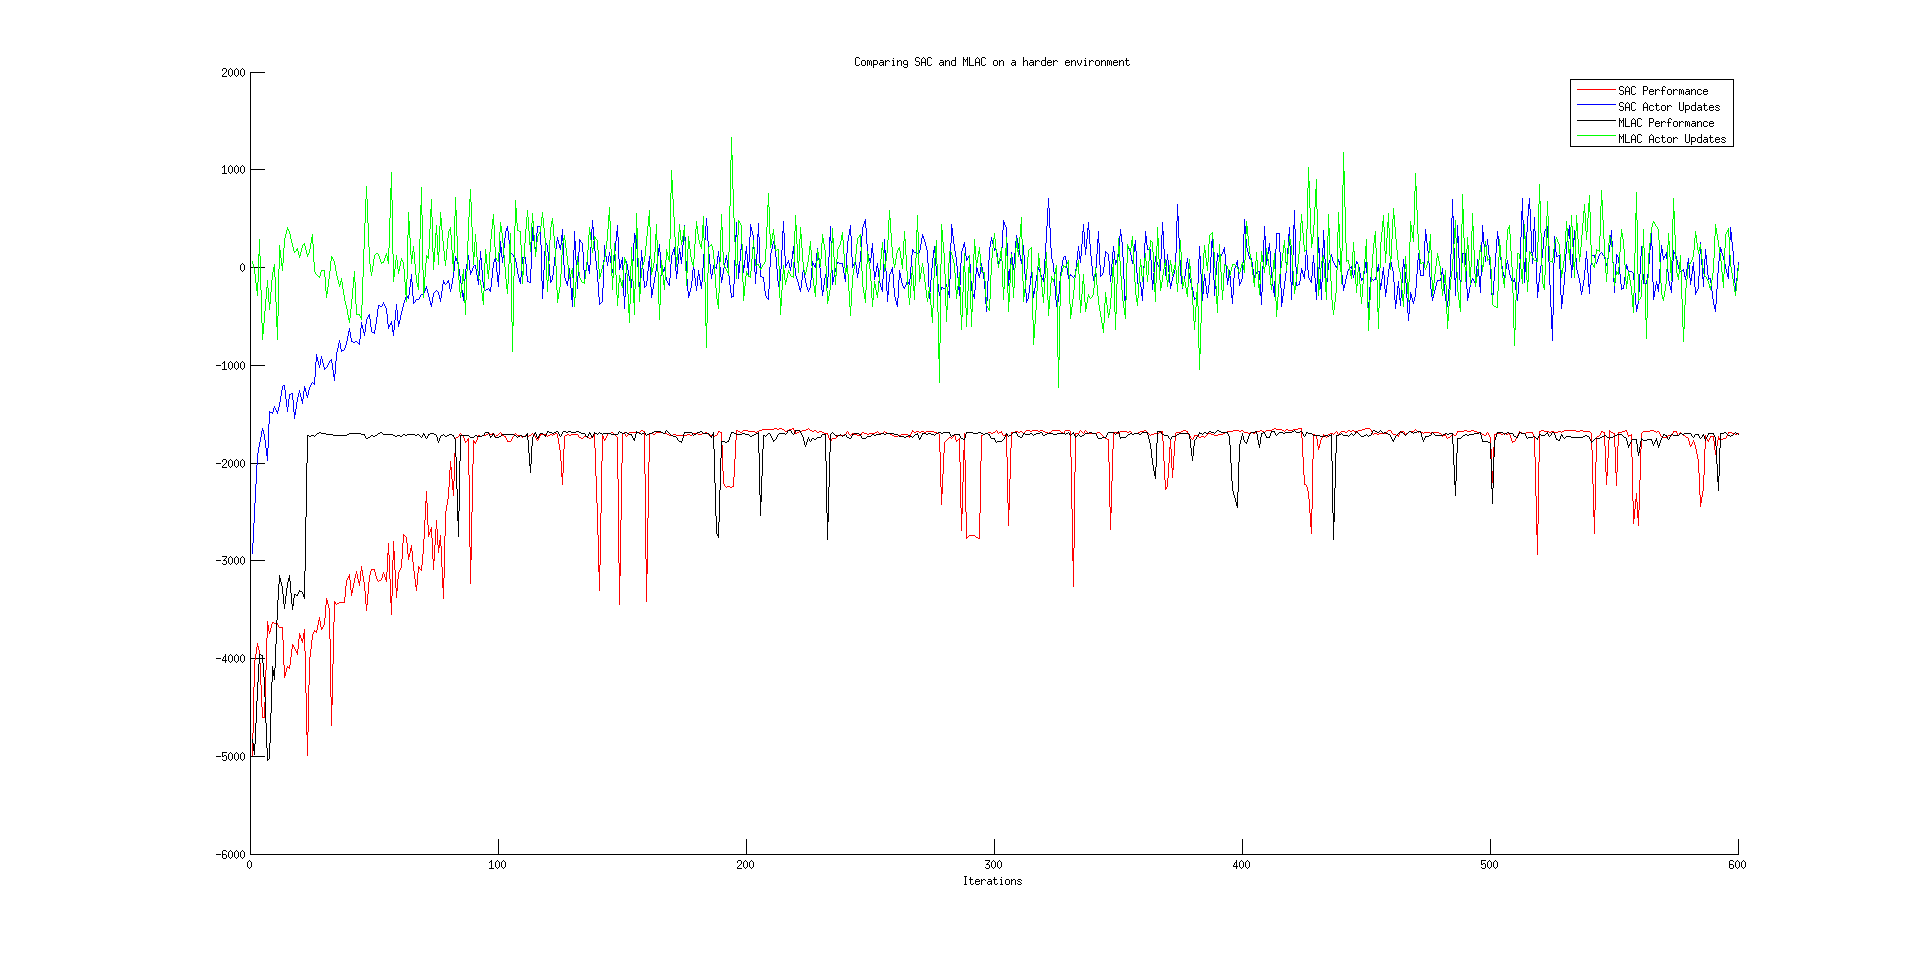 Comparing SAC and MLAC on a harder environment
2000
1000
0
-1000
-2000
-3000
-4000
-5000
-6000
SAC Performance
SAC Actor Updates
MLAC Performance
MLAC Actor Updates
0 100 200 300 400 500 600
Iterations